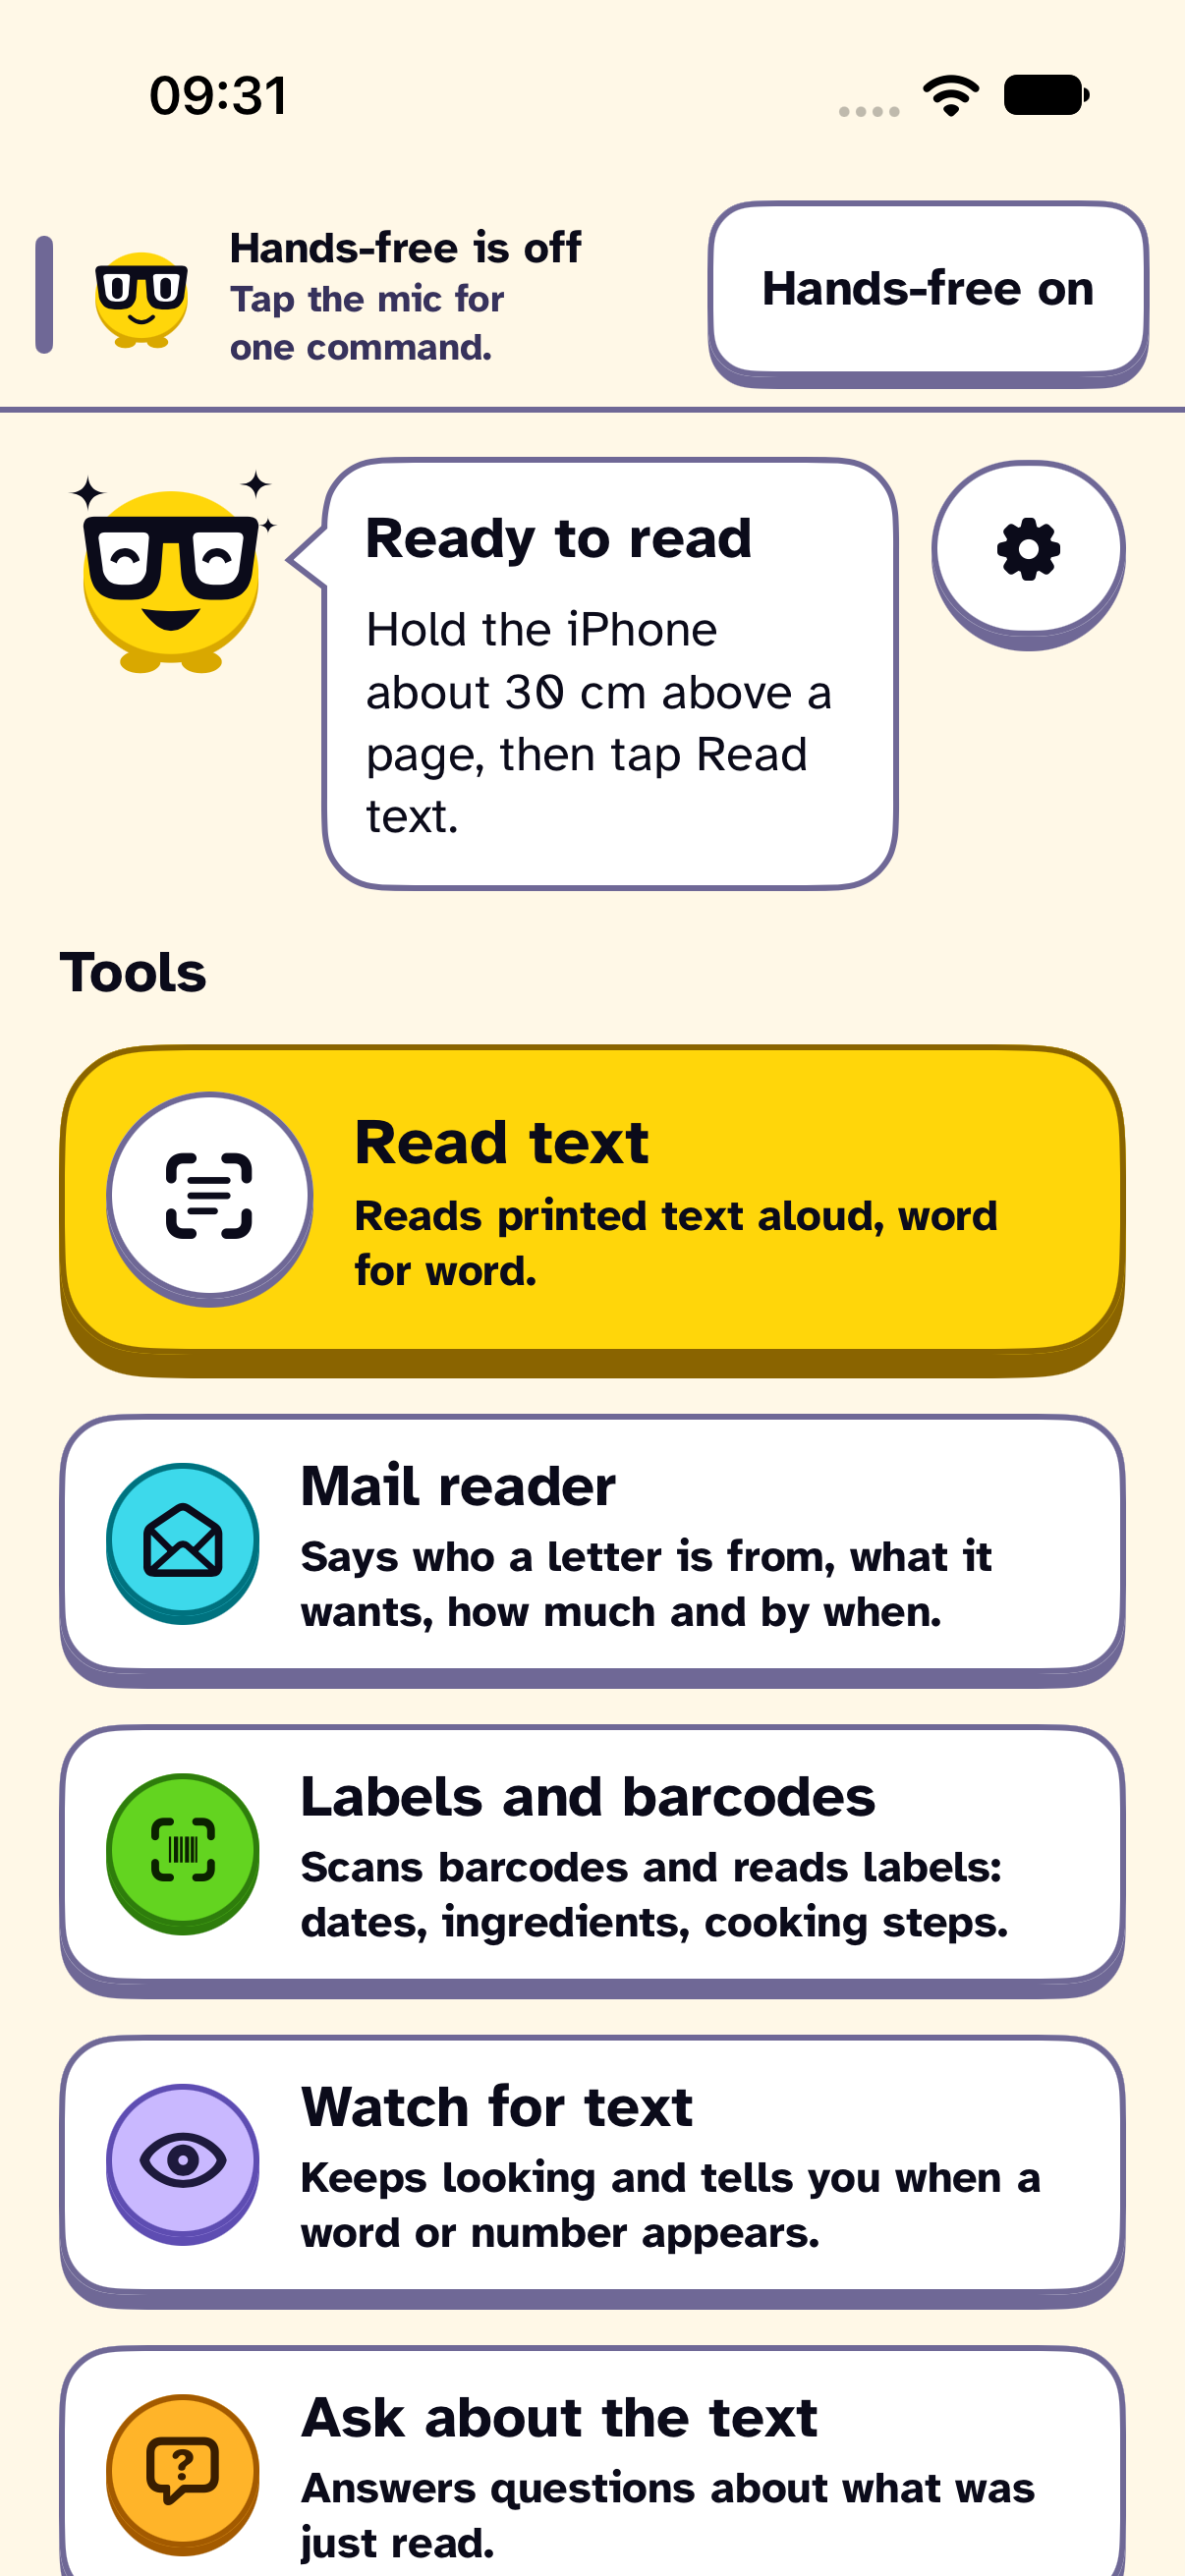 09:31
Hands-free is off
Tap the mic for
one command.
Hands-free on
Ready to read
Hold the iPhone
about 30 cm above a
page, then tap Read
text.
Tools
Read text
Reads printed text aloud, word
for word.
Mail reader
Says who a letter is from, what it
wants, how much and by when.
Labels and barcodes
Scans barcodes and reads labels:
dates, ingredients, cooking steps.
Watch for text
Keeps looking and tells you when a
word or number appears.
?
Ask about the text
Answers questions about what was
just read.